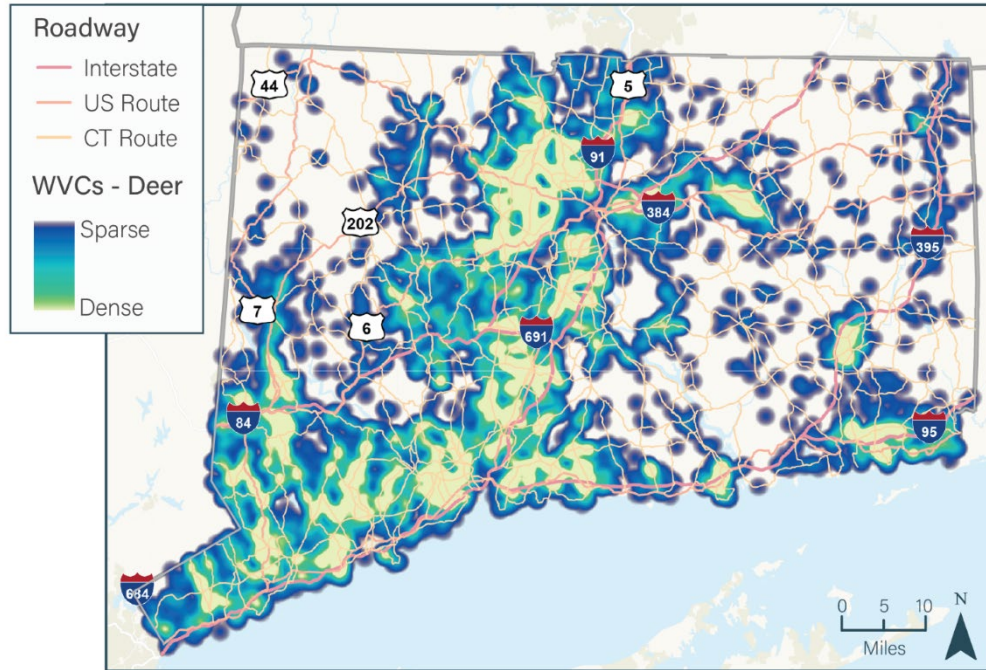 Roadway
Interstate
US Route
CT Route
WVCs - Deer
Sparse
Dense
44
5
91
384
202
395
7
6
691
84
95
684
0 5 10
Miles
N